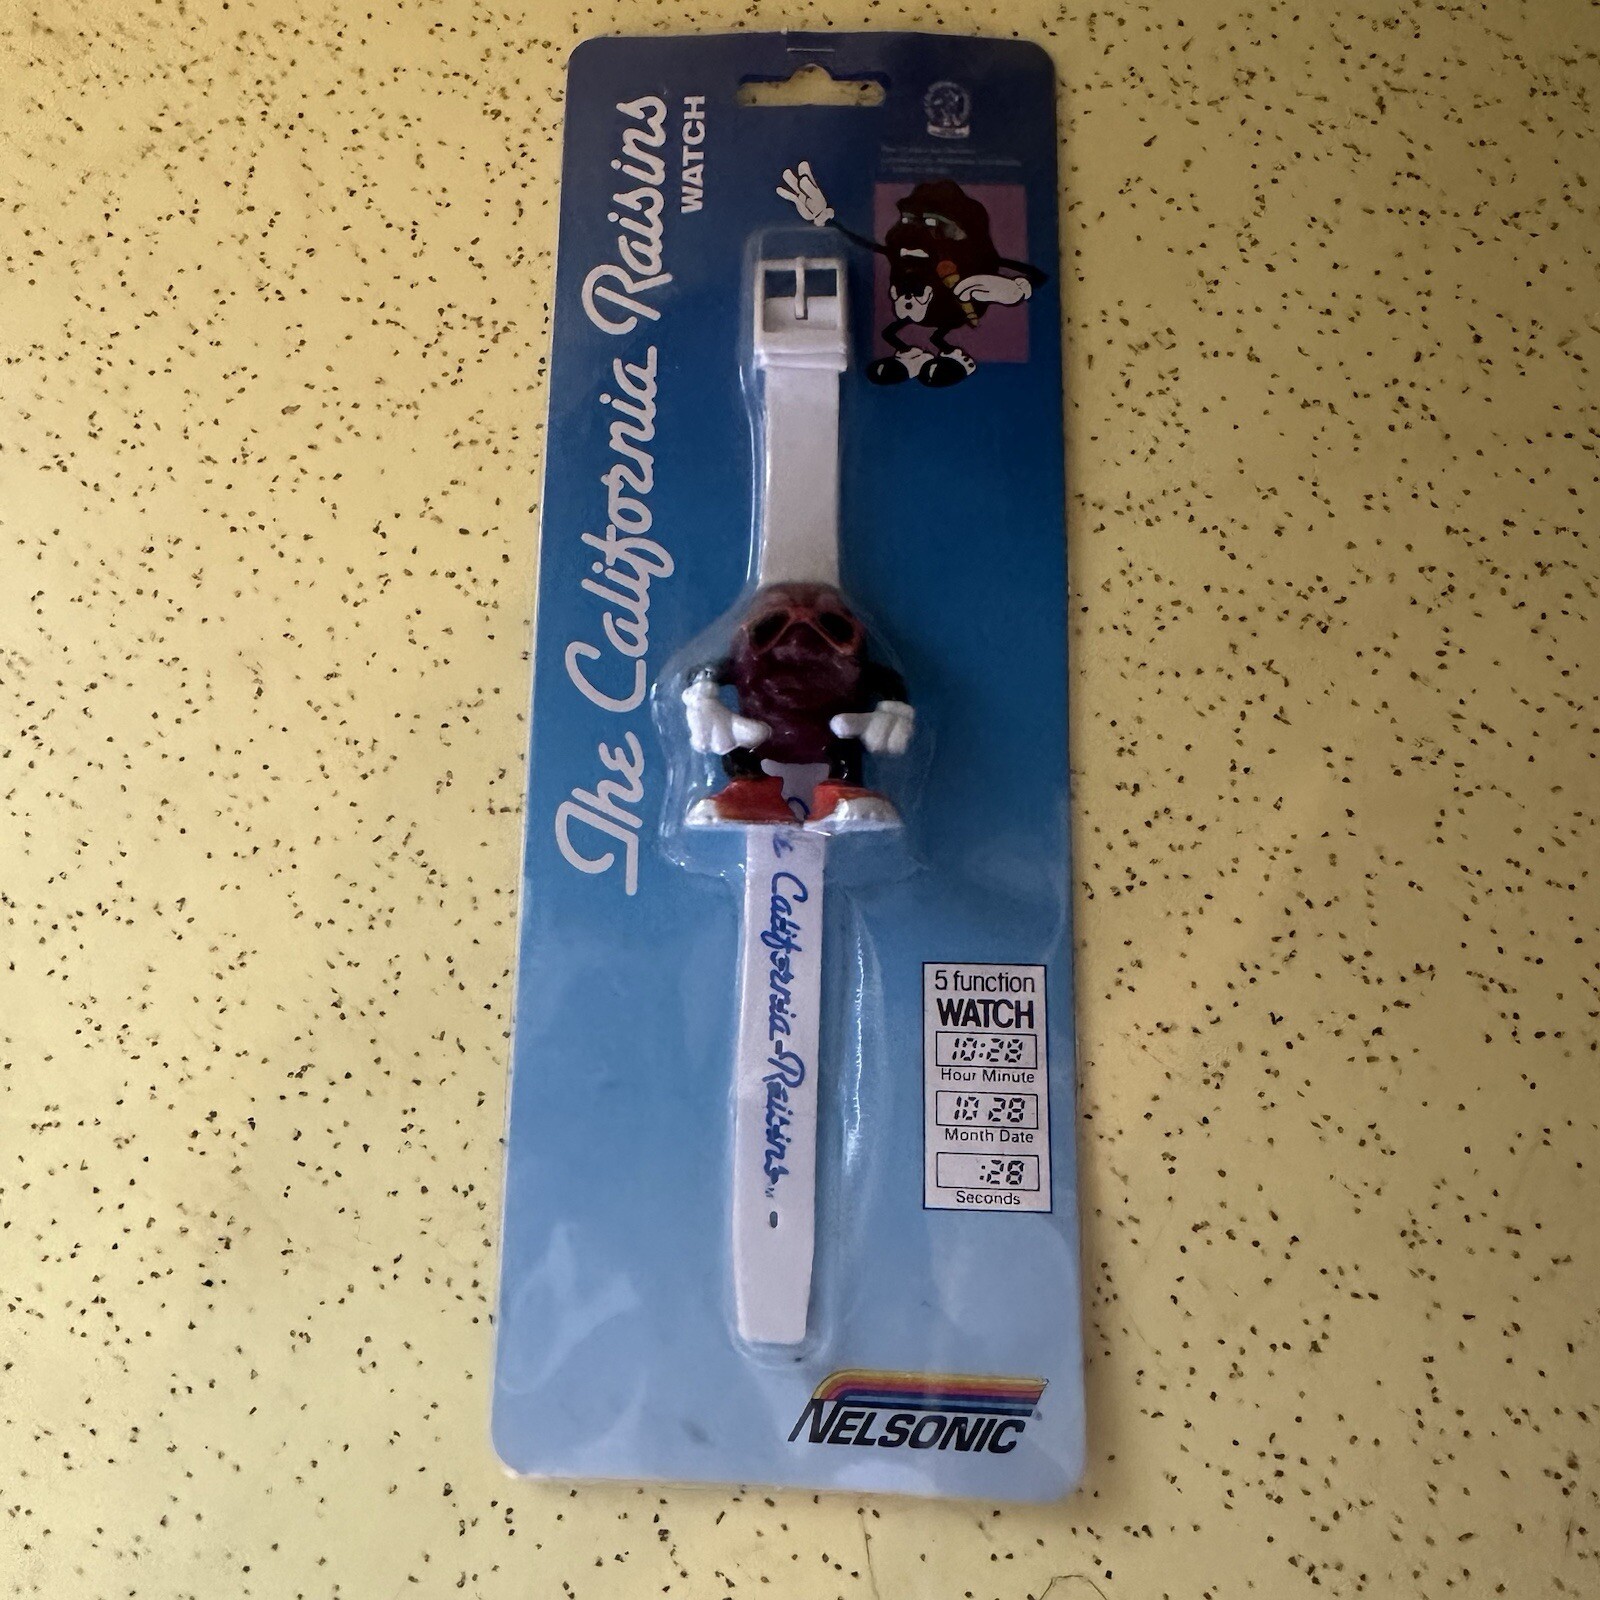 The California Raisins
WATCH
California Raisins
5 function
WATCH
10:28
Hour Minute
10 28
Month Date
:28
Seconds
NELSONIC